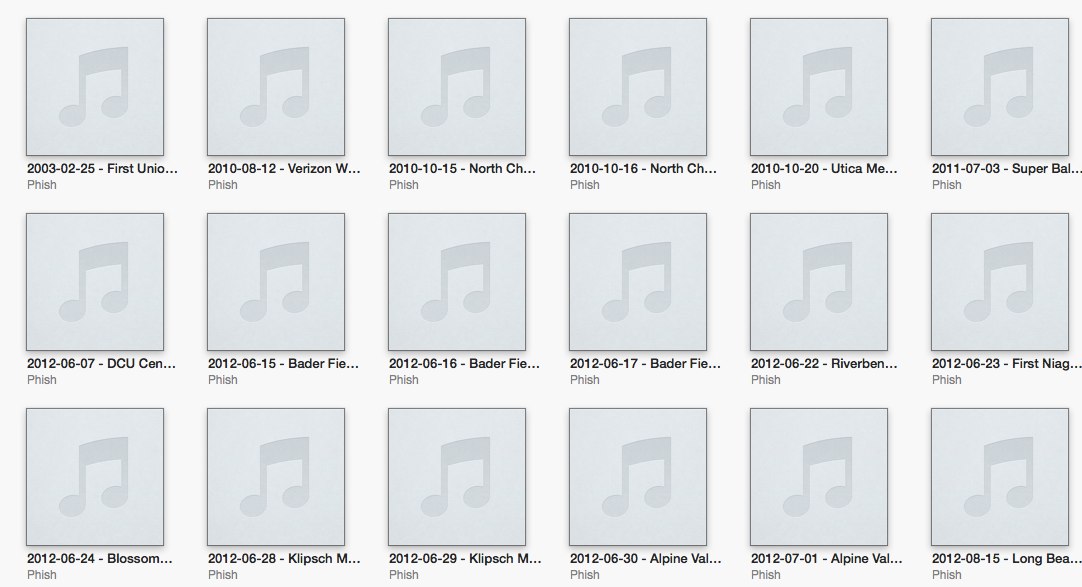 2003-02-25 - First Unio...
Phish
2010-08-12 - Verizon W...
Phish
2010-10-15 - North Ch...
Phish
2010-10-16 - North Ch...
Phish
2010-10-20 - Utica Me...
Phish
2011-07-03 - Super Bal...
Phish
2012-06-07 - DCU Cen...
Phish
2012-06-15 - Bader Fie...
Phish
2012-06-16 - Bader Fie...
Phish
2012-06-17 - Bader Fie...
Phish
2012-06-22 - Riverben...
Phish
2012-06-23 - First Niag...
Phish
2012-06-24 - Blossom...
Phish
2012-06-28 - Klipsch M...
Phish
2012-06-29 - Klipsch M...
Phish
2012-06-30 - Alpine Val...
Phish
2012-07-01 - Alpine Val...
Phish
2012-08-15 - Long Bea...
Phish